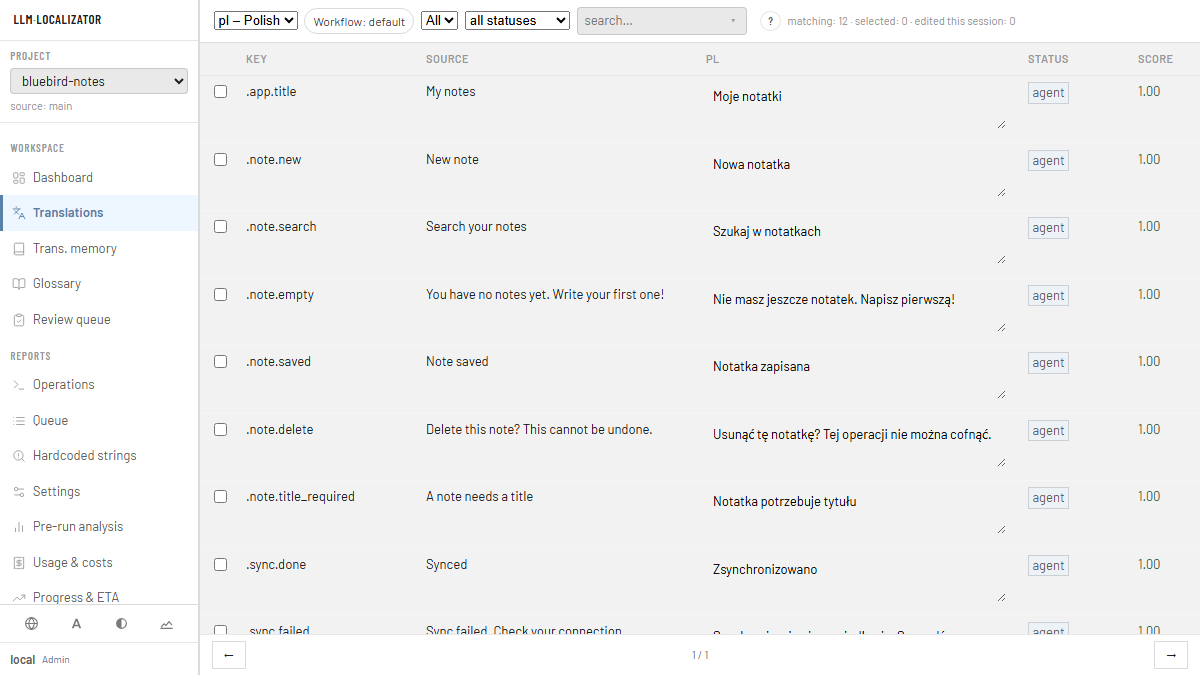 LLM-LOCALIZATOR
PROJECT
bluebird-notes
source: main
WORKSPACE
Dashboard
Translations
Trans. memory
Glossary
Review queue
REPORTS
Operations
Queue
Hardcoded strings
Settings
Pre-run analysis
Usage & costs
Progress & ETA
A
local Admin
pl – Polish Workflow: default All all statuses search... ? matching: 12 · selected: 0 · edited this session: 0
KEY SOURCE PL STATUS SCORE
.app.title My notes Moje notatki agent 1.00
.note.new New note Nowa notatka agent 1.00
.note.search Search your notes Szukaj w notatkach agent 1.00
.note.empty You have no notes yet. Write your first one! Nie masz jeszcze notatek. Napisz pierwszą! agent 1.00
.note.saved Note saved Notatka zapisana agent 1.00
.note.delete Delete this note? This cannot be undone. Usunąć tę notatkę? Tej operacji nie można cofnąć. agent 1.00
.note.title_required A note needs a title Notatka potrzebuje tytułu agent 1.00
.sync.done Synced Zsynchronizowano agent 1.00
.sync.failed Sync failed. Check your connection. agent 1.00
← 1 / 1 →